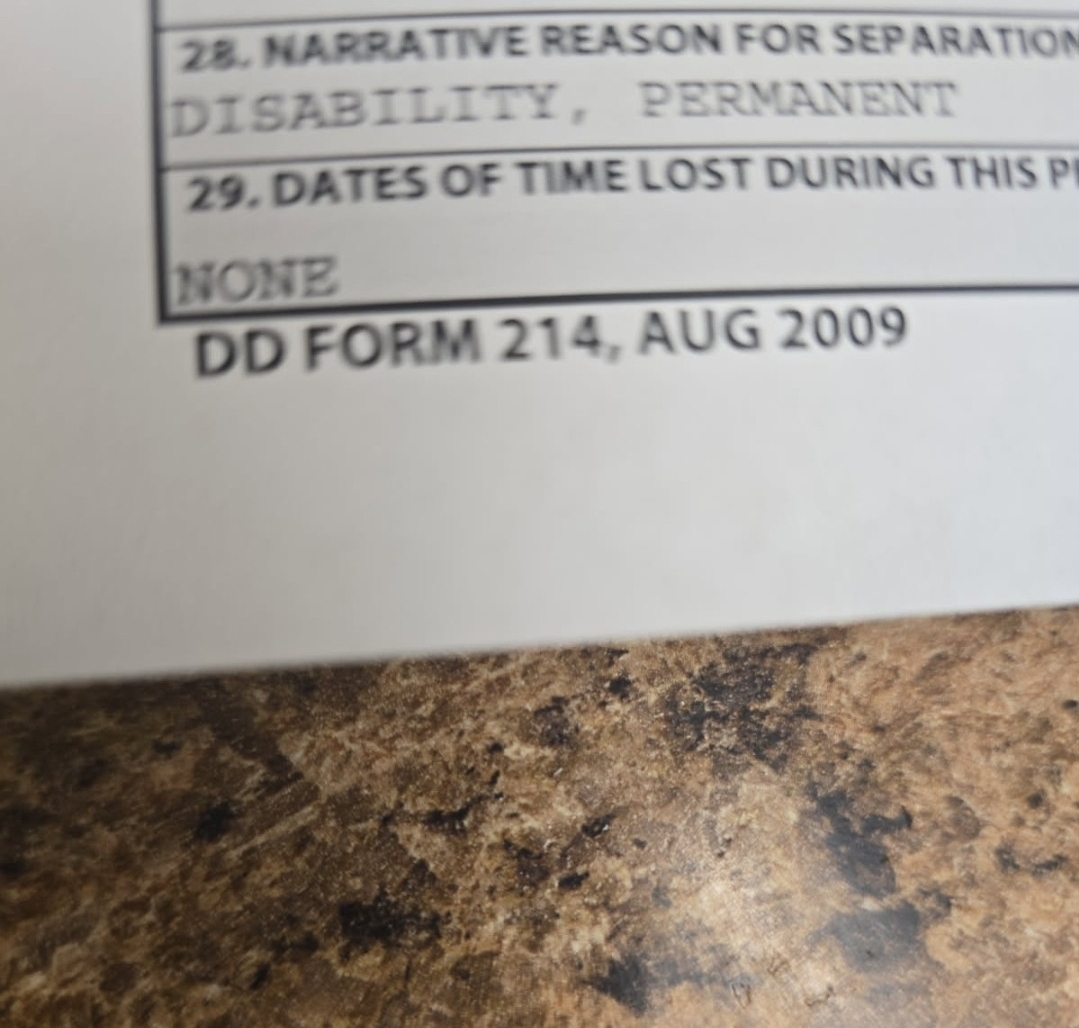 28. NARRATIVE REASON FOR SEPARATION
DISABILITY, PERMANENT
29. DATES OF TIME LOST DURING THIS
NONE
DD FORM 214, AUG 2009